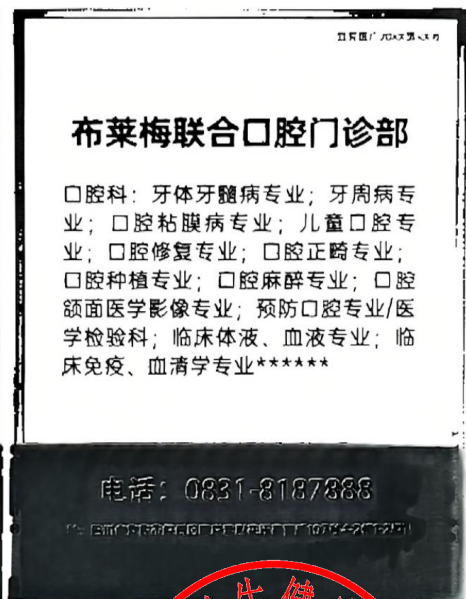 布莱梅联合口腔门诊部
口腔科：牙体牙髓病专业；牙周病专
业；口腔粘膜病专业；儿童口腔专
业；口腔修复专业；口腔正畸专业；
口腔种植专业；口腔麻醉专业；口腔
颌面医学影像专业；预防口腔专业/医
学检验科；临床体液、血液专业；临
床免疫、血清学专业******
电话：0831-8187888
生健